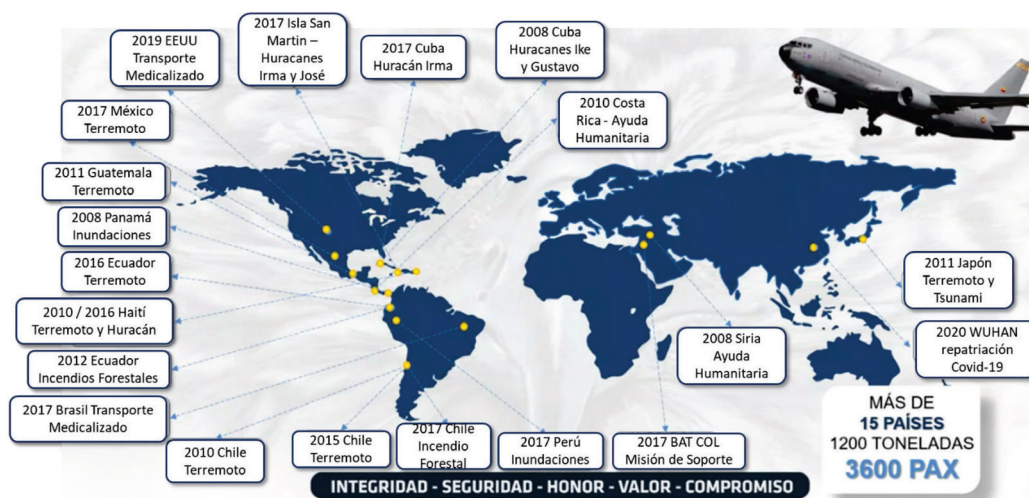 2019 EEUU
Transporte
Medicalizado
2017 Isla San
Martin –
Huracanes
Irma y José
2017 Cuba
Huracán Irma
2008 Cuba
Huracanes Ike
y Gustavo
2017 México
Terremoto
2010 Costa
Rica - Ayuda
Humanitaria
2011 Guatemala
Terremoto
2008 Panamá
Inundaciones
2016 Ecuador
Terremoto
2010 / 2016 Haití
Terremoto y Huracán
2012 Ecuador
Incendios Forestales
2017 Brasil Transporte
Medicalizado
2010 Chile
Terremoto
2015 Chile
Terremoto
2017 Chile
Incendio
Forestal
2017 Perú
Inundaciones
2017 BAT COL
Misión de Soporte
2008 Siria
Ayuda
Humanitaria
2011 Japón
Terremoto y
Tsunami
2020 WUHAN
repatriación
Covid-19
MÁS DE
15 PAÍSES
1200 TONELADAS
3600 PAX
INTEGRIDAD - SEGURIDAD - HONOR - VALOR - COMPROMISO